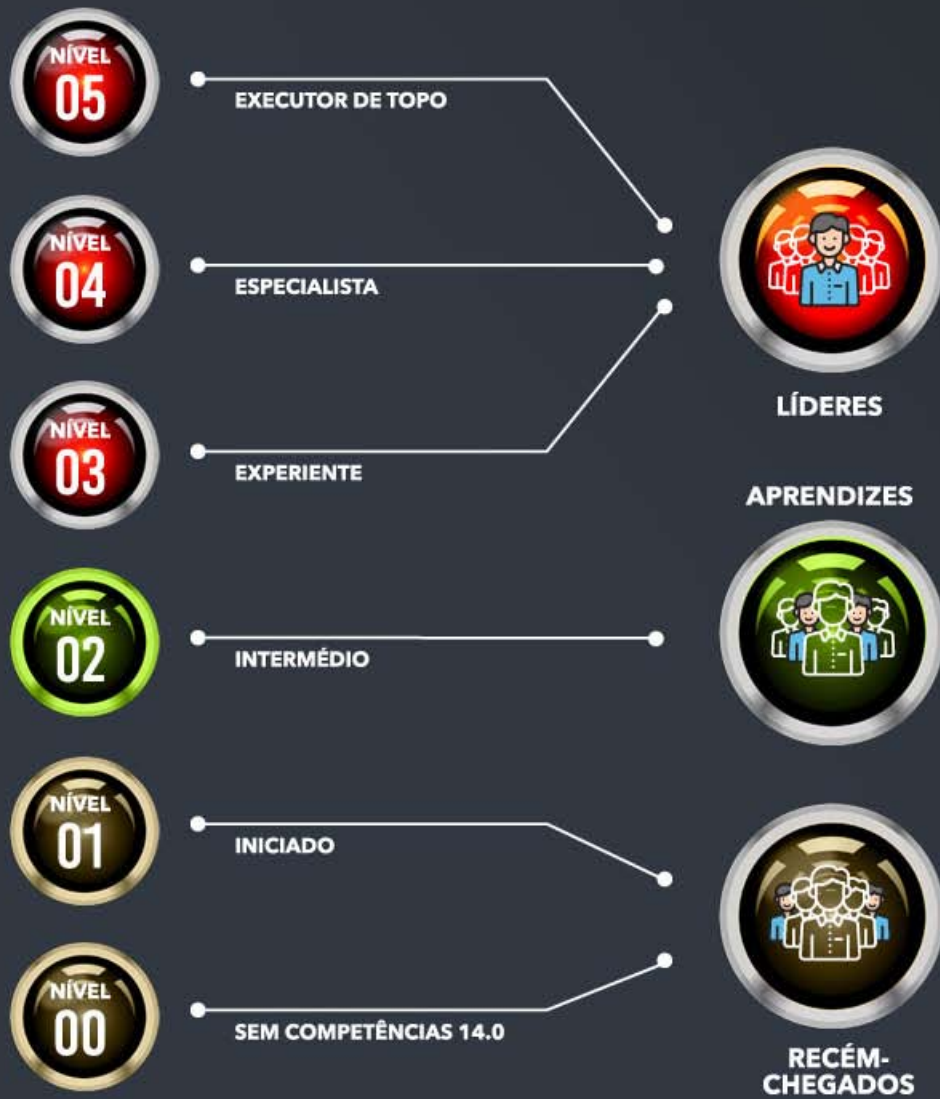 NÍVEL
05
EXECUTOR DE TOPO
NÍVEL
04
ESPECIALISTA
LÍDERES
NÍVEL
03
EXPERIENTE
APRENDIZES
NÍVEL
02
INTERMÉDIO
NÍVEL
01
INICIADO
NÍVEL
00
SEM COMPETÊNCIAS 14.0
RECÉM-
CHEGADOS